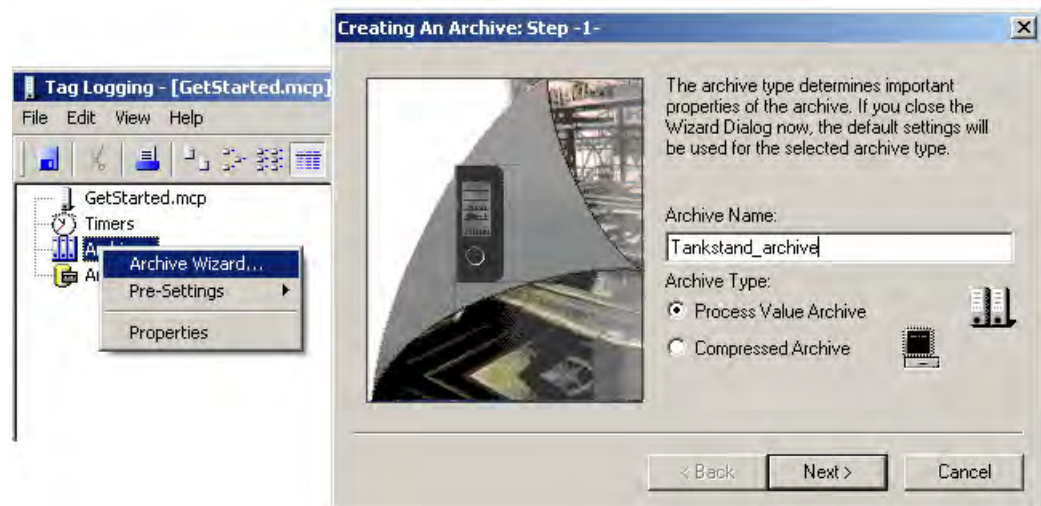 Tag Logging - [GetStarted.mcp]
File Edit View Help
GetStarted.mcp
Timers
Archive Wizard...
Pre-Settings
Properties
Creating An Archive: Step -1-
The archive type determines important
properties of the archive. If you close the
Wizard Dialog now, the default settings will
be used for the selected archive type.
Archive Name:
Tankstand_archive
Archive Type:
Process Value Archive
Compressed Archive
< Back
Next >
Cancel